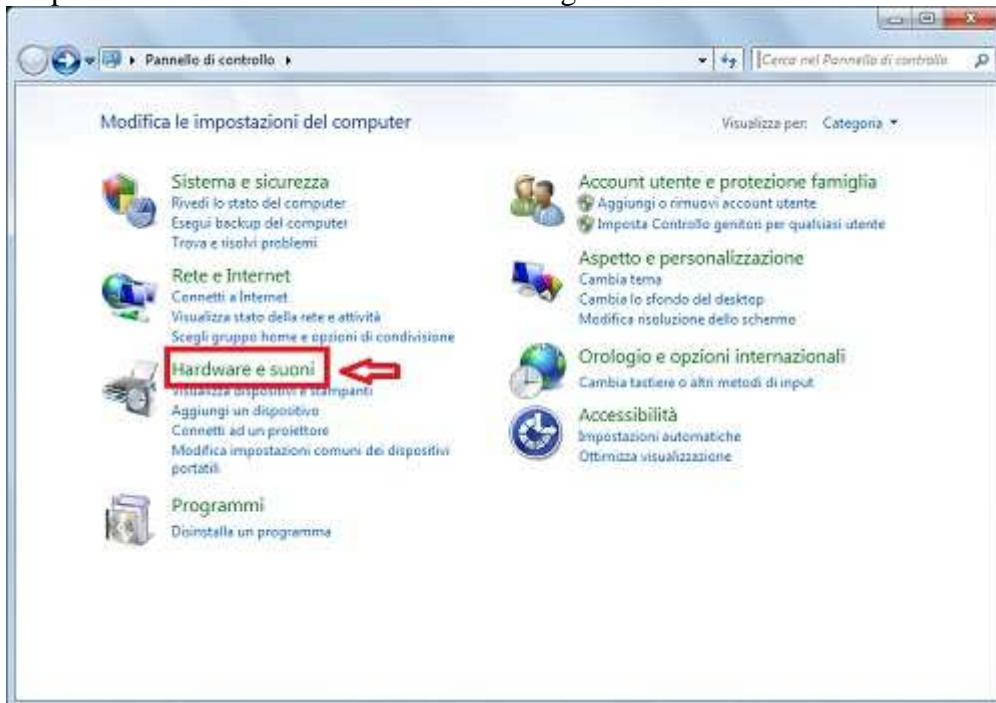 Pannello di controllo
Cerca nel Pannello di controllo
Modifica le impostazioni del computer
Visualizza per: Categoria
Sistema e sicurezza
Rivedi lo stato del computer
Esegui backup del computer
Trova e risolvi problemi
Rete e Internet
Connetti a Internet
Visualizza stato della rete e attività
Scegli gruppo home e opzioni di condivisione
Hardware e suoni
Visualizza dispositivi e stampanti
Aggiungi un dispositivo
Connetti ad un proiettore
Modifica impostazioni comuni dei dispositivi
portatili
Programmi
Disinstalla un programma
Account utente e protezione famiglia
Aggiungi o rimuovi account utente
Imposta Controllo genitori per qualsiasi utente
Aspetto e personalizzazione
Cambia tema
Cambia lo sfondo del desktop
Modifica risoluzione dello schermo
Orologio e opzioni internazionali
Cambia tastiere o altri metodi di input
Accessibilità
Impostazioni automatiche
Ottimizza visualizzazione